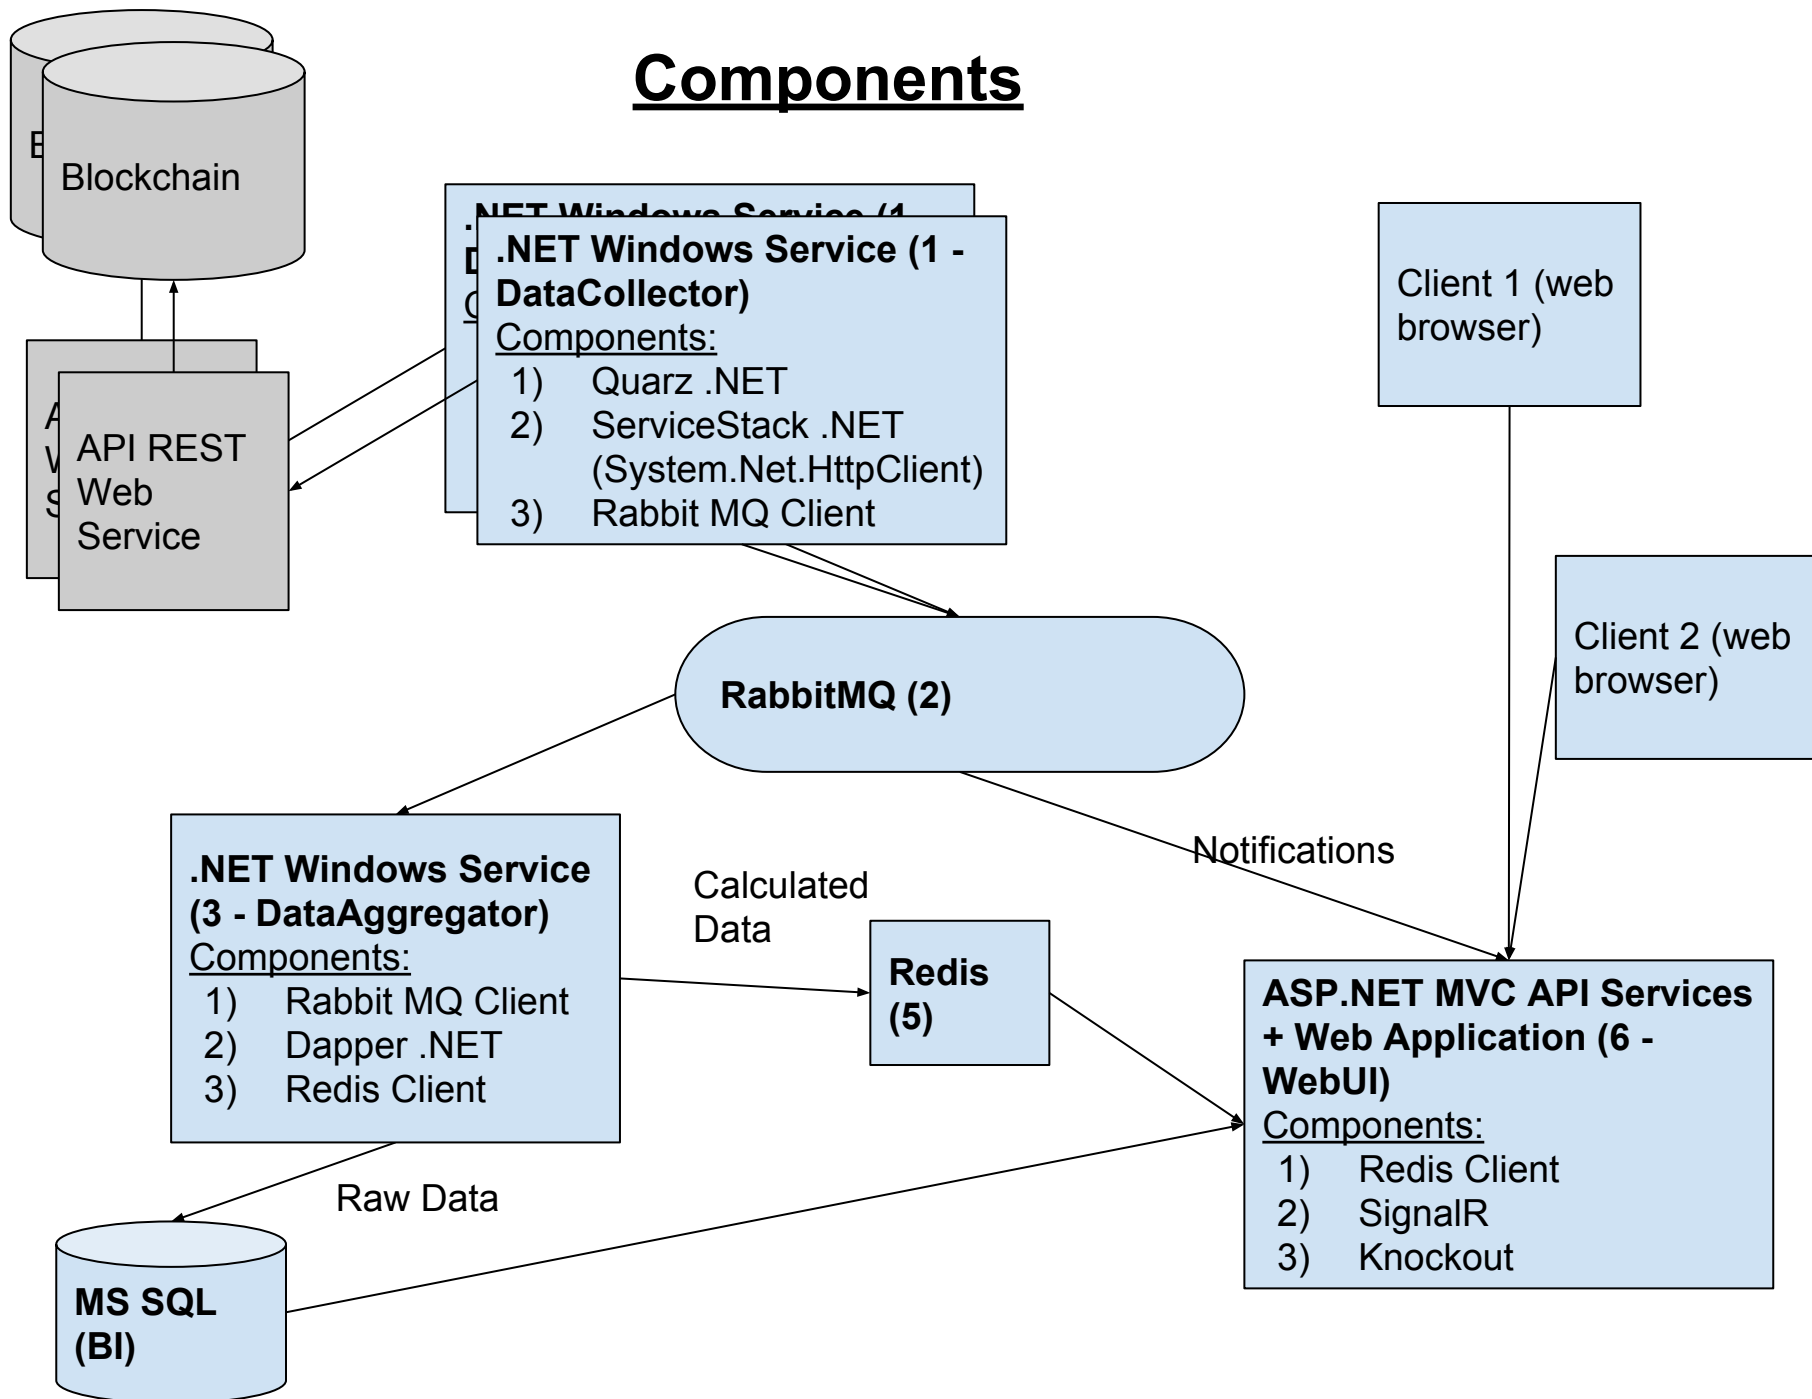 Components
Blockchain
.NET Windows Service (1
.NET Windows Service (1 -
DataCollector)
Components:
1) Quarz .NET
2) ServiceStack .NET
(System.Net.HttpClient)
3) Rabbit MQ Client
API REST
Web
Service
Client 1 (web
browser)
Client 2 (web
browser)
RabbitMQ (2)
Notifications
.NET Windows Service
(3 - DataAggregator)
Components:
1) Rabbit MQ Client
2) Dapper .NET
3) Redis Client
Calculated
Data
Redis
(5)
ASP.NET MVC API Services
+ Web Application (6 -
WebUI)
Components:
1) Redis Client
2) SignalR
3) Knockout
Raw Data
MS SQL
(BI)